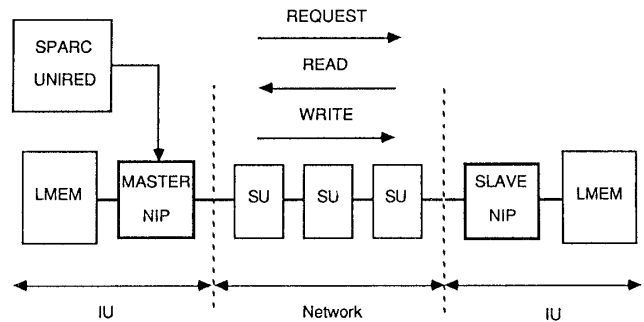 REQUEST
SPARC
UNIRED
READ
WRITE
LMEM
MASTER
NIP
SU
SU
SU
SLAVE
NIP
LMEM
IU
Network
IU